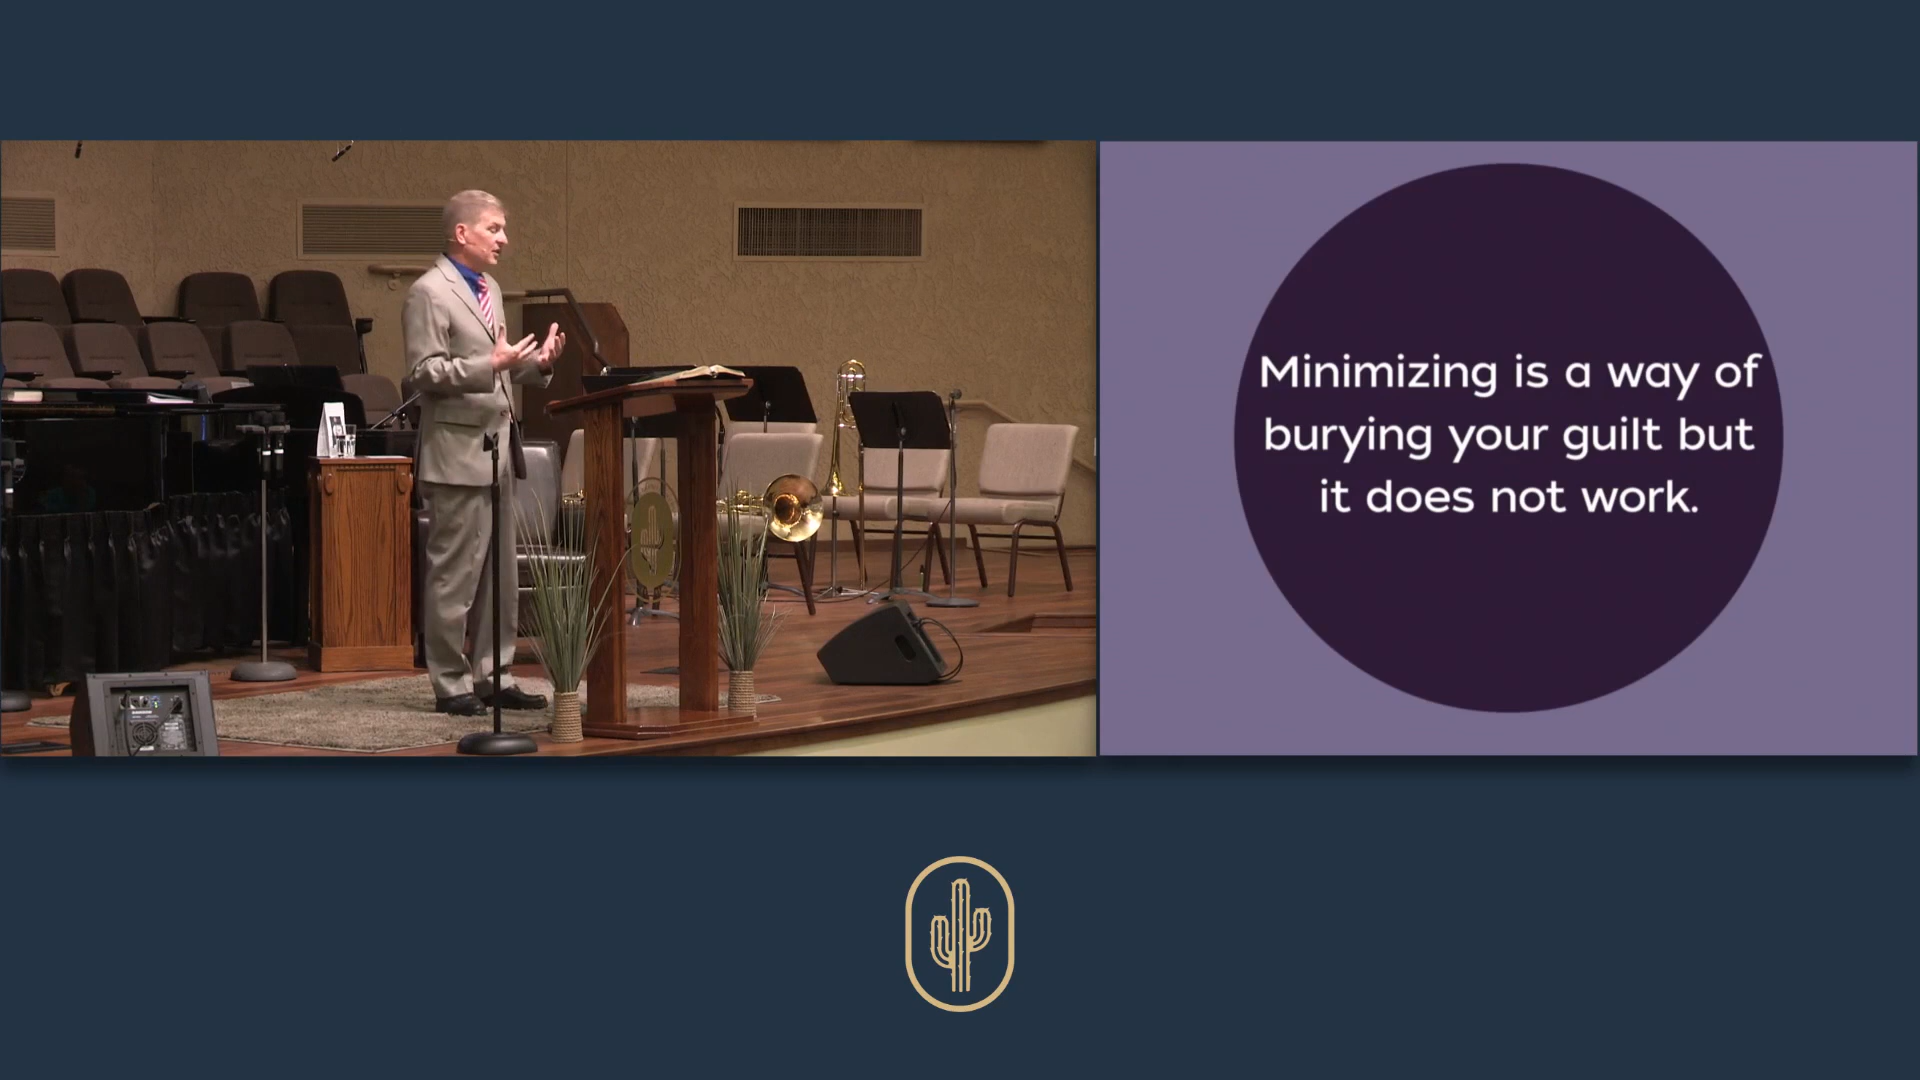 Minimizing is a way of
burying your guilt but
it does not work.